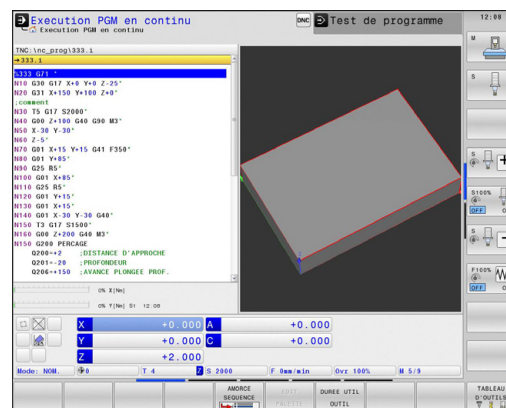 Execution PGM en continu
Execution PGM en continu
DNC
Test de programme
12:08
TNC:\nc_prog\333.i
→333.i
%333 G71 *
N10 G30 G17 X+0 Y+0 Z-25*
N20 G31 X+150 Y+100 Z+0*
;comment
N30 T5 G17 S2000*
N40 G00 Z+100 G40 G90 M3*
N50 X-30 Y-30*
N60 Z-5*
N70 G01 X+15 Y+15 G41 F350*
N80 G01 Y+85*
N90 G25 R5*
N100 G01 X+85*
N110 G25 R5*
N120 G01 Y+15*
N130 G01 X+15*
N140 G01 X-30 Y-30 G40*
N150 T3 G17 S1500*
N160 G00 Z+200 G40 M3*
N150 G200 PERCAGE
Q200=+2 ;DISTANCE D'APPROCHE
Q201=-20 ;PROFONDEUR
Q206=+150 ;AVANCE PLONGEE PROF.
0% X[Nm]
0% Y[Nm] S1 12:08
X +0.000 A +0.000
Y +0.000 C +0.000
Z +2.000
Mode: NOM. 0 T 4 Z S 2000 F 0mm/min Ovr 100% M 5/9
M
S
S
S100%
OFF
S
F100%
OFF
AMORCE
SEQUENCE
EDIT.
PALETTE
DUREE UTIL
OUTIL
TABLEAU
D'OUTILS